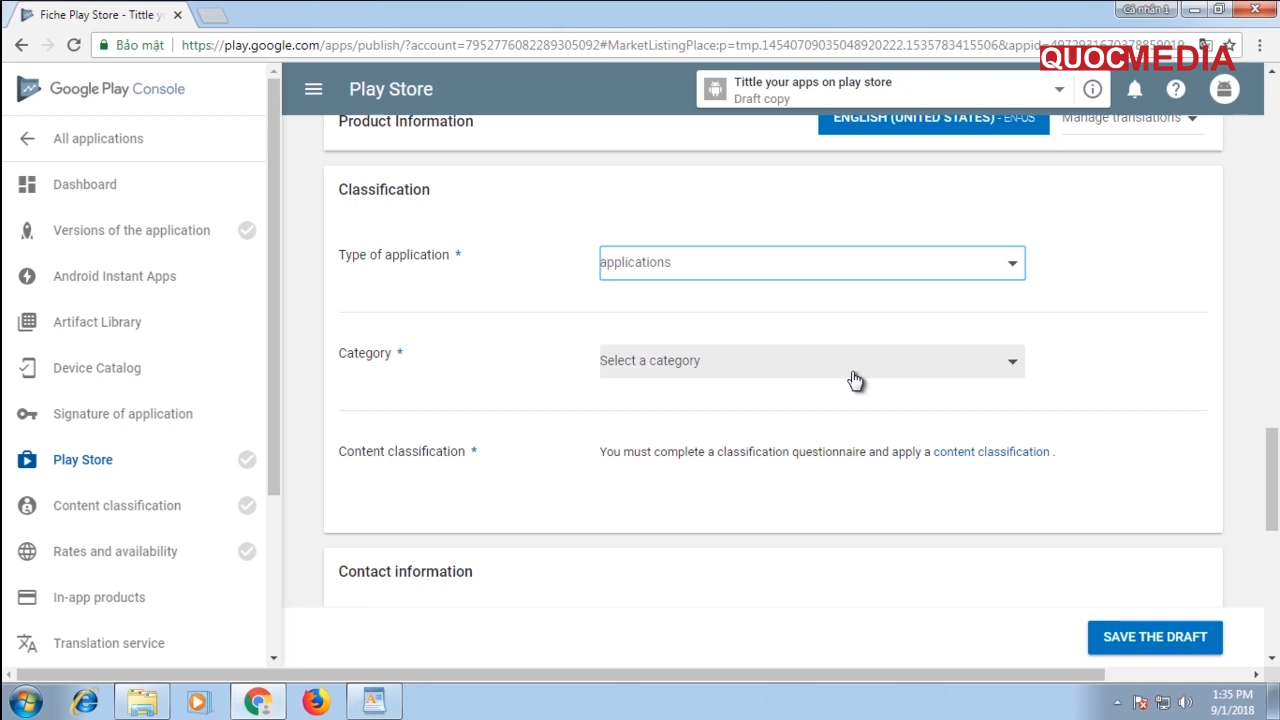 Fiche Play Store - Tittle yo
Cá nhân 1
Bảo mật
https://play.google.com/apps/publish/?account=7952776082289305092#MarketListingPlace:p=tmp.14540709035048920222.1535783415506&appid=
QUOCMEDIA
Google Play Console
Play Store
Tittle your apps on play store
Draft copy
All applications
Dashboard
Versions of the application
Android Instant Apps
Artifact Library
Device Catalog
Signature of application
Play Store
Content classification
Rates and availability
In-app products
Translation service
Product Information
ENGLISH (UNITED STATES) - EN-US
Manage translations
Classification
Type of application *
applications
Category *
Select a category
Content classification *
You must complete a classification questionnaire and apply a content classification .
Contact information
SAVE THE DRAFT
1:35 PM
9/1/2018